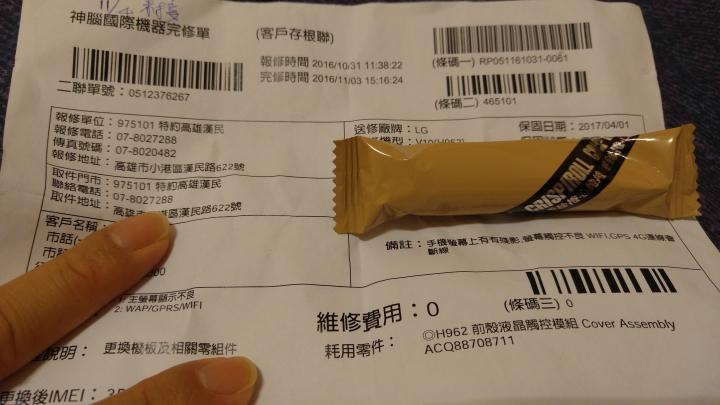 神腦國際機器完修單
(客戶存根聯)
報修時間 2016/10/31 11:38:22
完修時間 2016/11/03 15:16:24
(條碼一) RP051161031-0061
(條碼二) 465101
二聯單號： 0512376267
報修單位： 975101 特約高雄漢民
報修電話： 07-8027288
傳真號碼： 07-8020482
報修地址： 高雄市小港區漢民路622號
取件門市： 975101 特約高雄漢民
聯絡電話： 07-8027288
取件地址： 高雄市小港區漢民路622號
送修廠牌： LG
保固日期： 2017/04/01
V10(H962)
CRISP ROLL
客戶名稱
市話
市話
備註： 手機螢幕上有有殘影.螢幕觸控不良 WIFI.GPS 4G連線會
斷線
主螢幕顯示不良
2: WAP/GPRS/WIFI
維修費用：0
(條碼三) 0
說明： 更換機板及相關零組件
耗用零件： ◎H962 前殼液晶觸控模組 Cover Assembly
ACQ88708711
更換後IMEI： 35